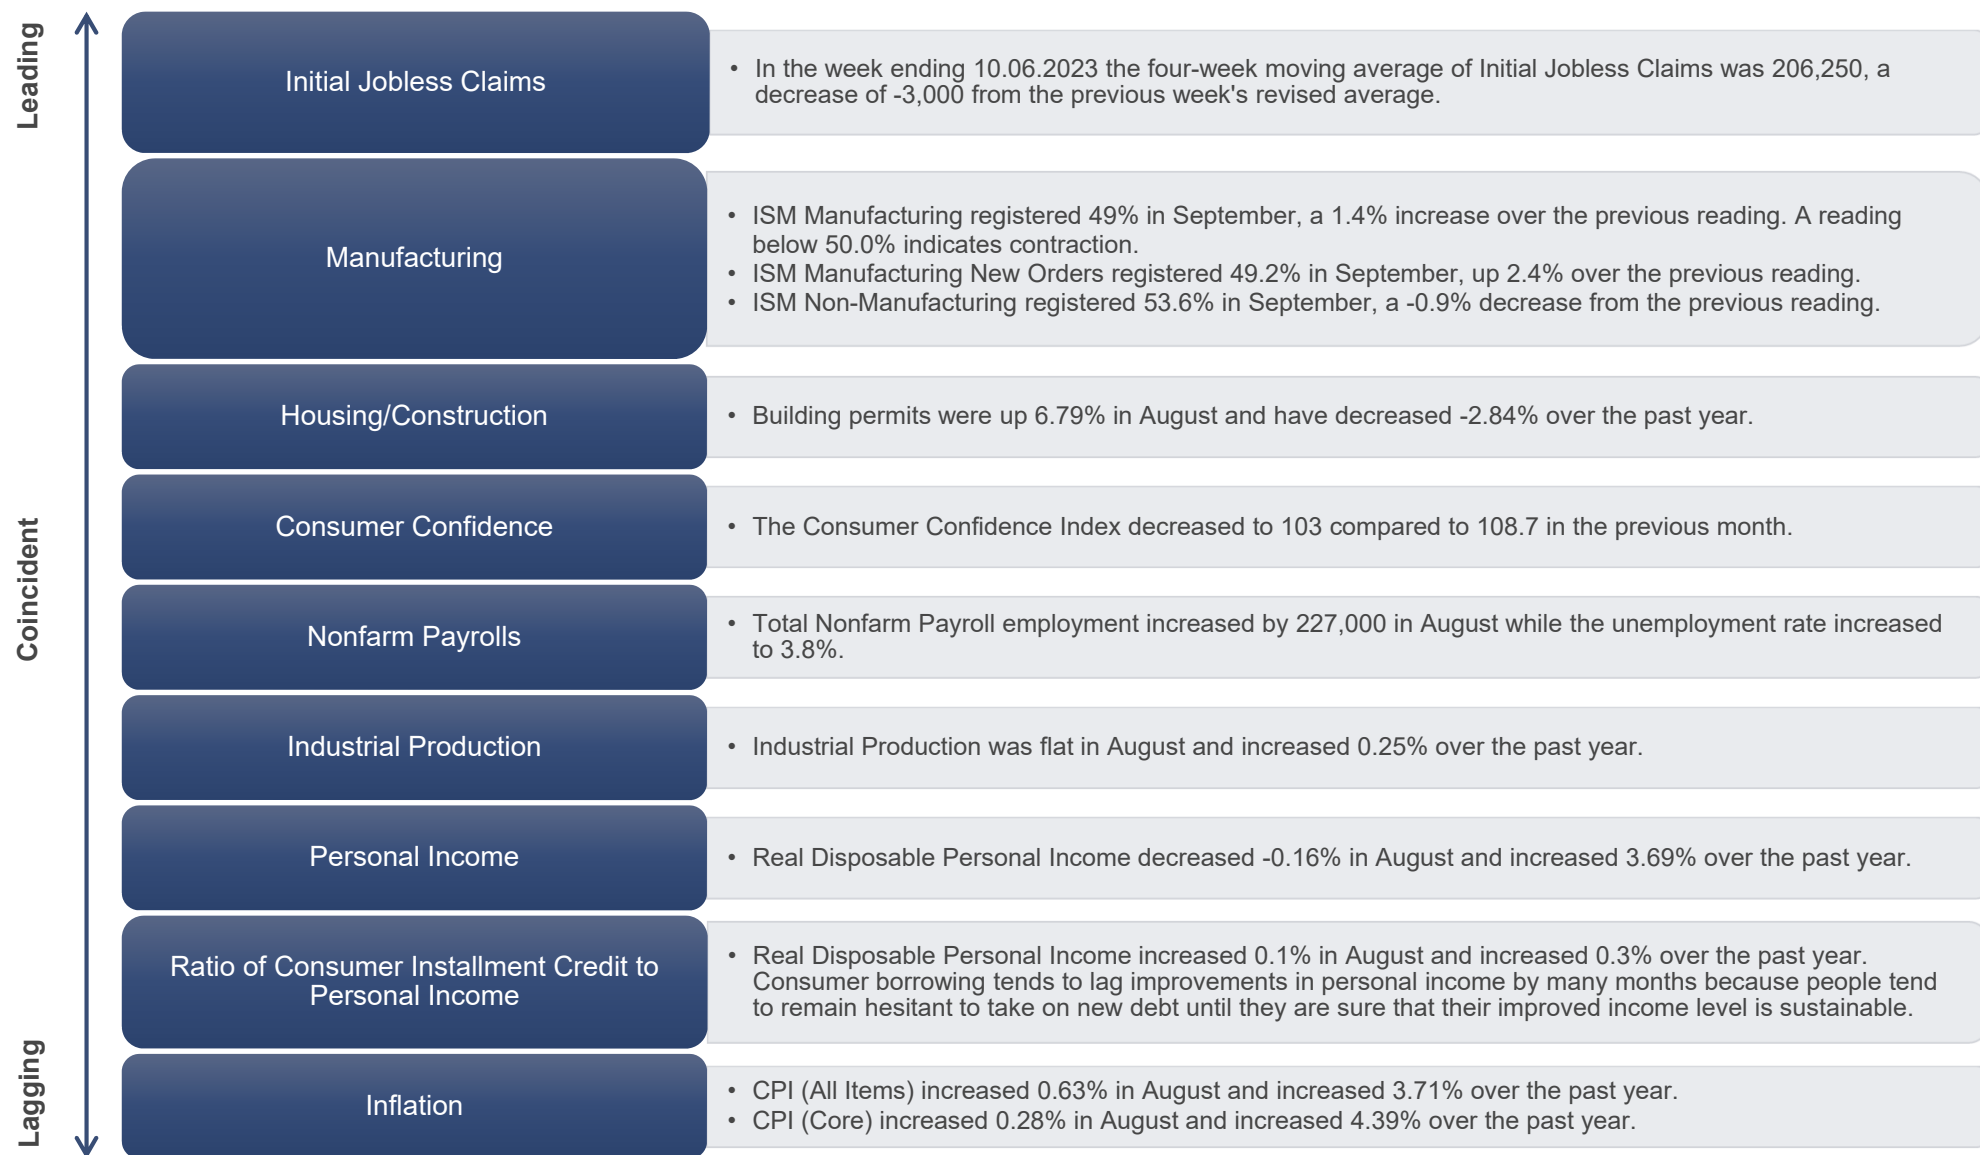 Leading
Initial Jobless Claims
• In the week ending 10.06.2023 the four-week moving average of Initial Jobless Claims was 206,250, a
decrease of -3,000 from the previous week's revised average.
Manufacturing
• ISM Manufacturing registered 49% in September, a 1.4% increase over the previous reading. A reading
below 50.0% indicates contraction.
• ISM Manufacturing New Orders registered 49.2% in September, up 2.4% over the previous reading.
• ISM Non-Manufacturing registered 53.6% in September, a -0.9% decrease from the previous reading.
Housing/Construction
• Building permits were up 6.79% in August and have decreased -2.84% over the past year.
Coincident
Consumer Confidence
• The Consumer Confidence Index decreased to 103 compared to 108.7 in the previous month.
Nonfarm Payrolls
• Total Nonfarm Payroll employment increased by 227,000 in August while the unemployment rate increased
to 3.8%.
Industrial Production
• Industrial Production was flat in August and increased 0.25% over the past year.
Personal Income
• Real Disposable Personal Income decreased -0.16% in August and increased 3.69% over the past year.
Ratio of Consumer Installment Credit to
Personal Income
• Real Disposable Personal Income increased 0.1% in August and increased 0.3% over the past year.
Consumer borrowing tends to lag improvements in personal income by many months because people tend
to remain hesitant to take on new debt until they are sure that their improved income level is sustainable.
Lagging
Inflation
• CPI (All Items) increased 0.63% in August and increased 3.71% over the past year.
• CPI (Core) increased 0.28% in August and increased 4.39% over the past year.